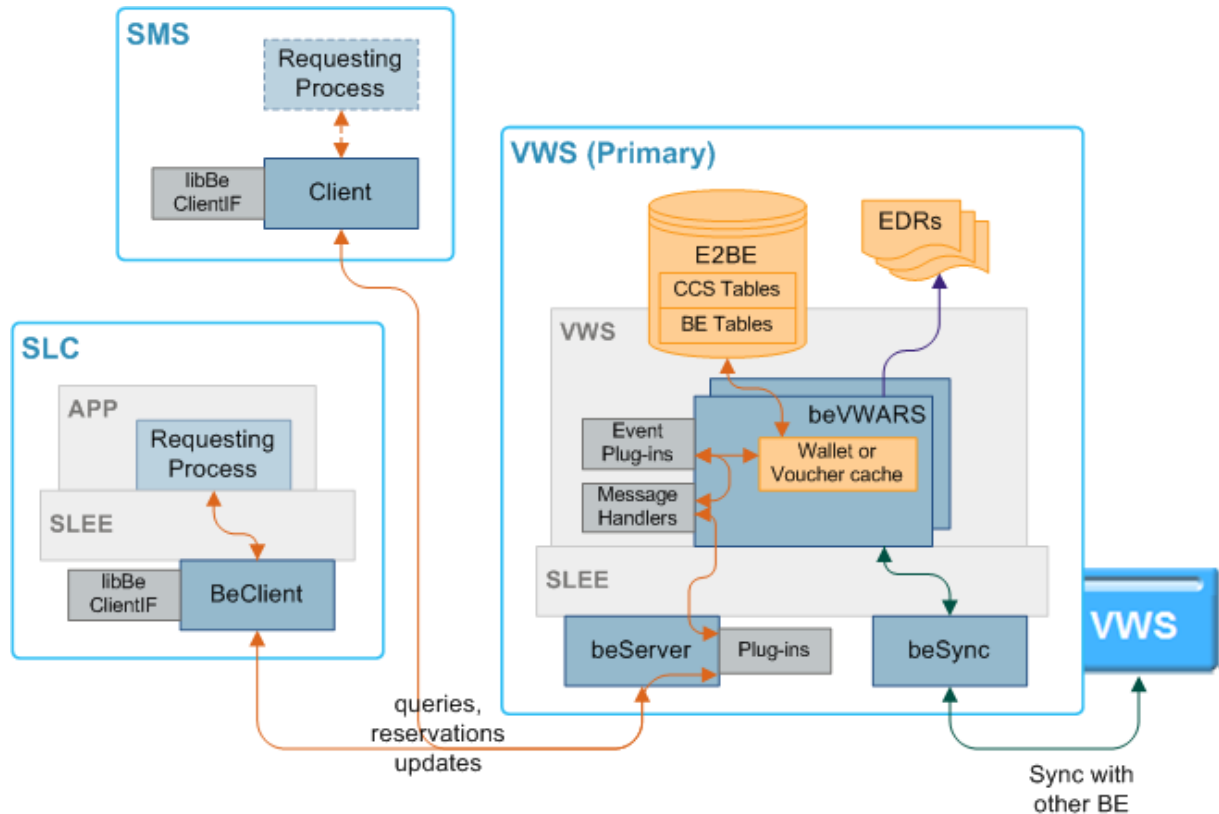 SMS
Requesting
Process
libBe
ClientIF
Client
SLC
APP
Requesting
Process
SLEE
libBe
ClientIF
BeClient
queries,
reservations
updates
VWS (Primary)
E2BE
CCS Tables
BE Tables
EDRs
VWS
beVWARS
Event
Plug-ins
Wallet or
Voucher cache
Message
Handlers
SLEE
beServer
Plug-ins
beSync
VWS
Sync with
other BE